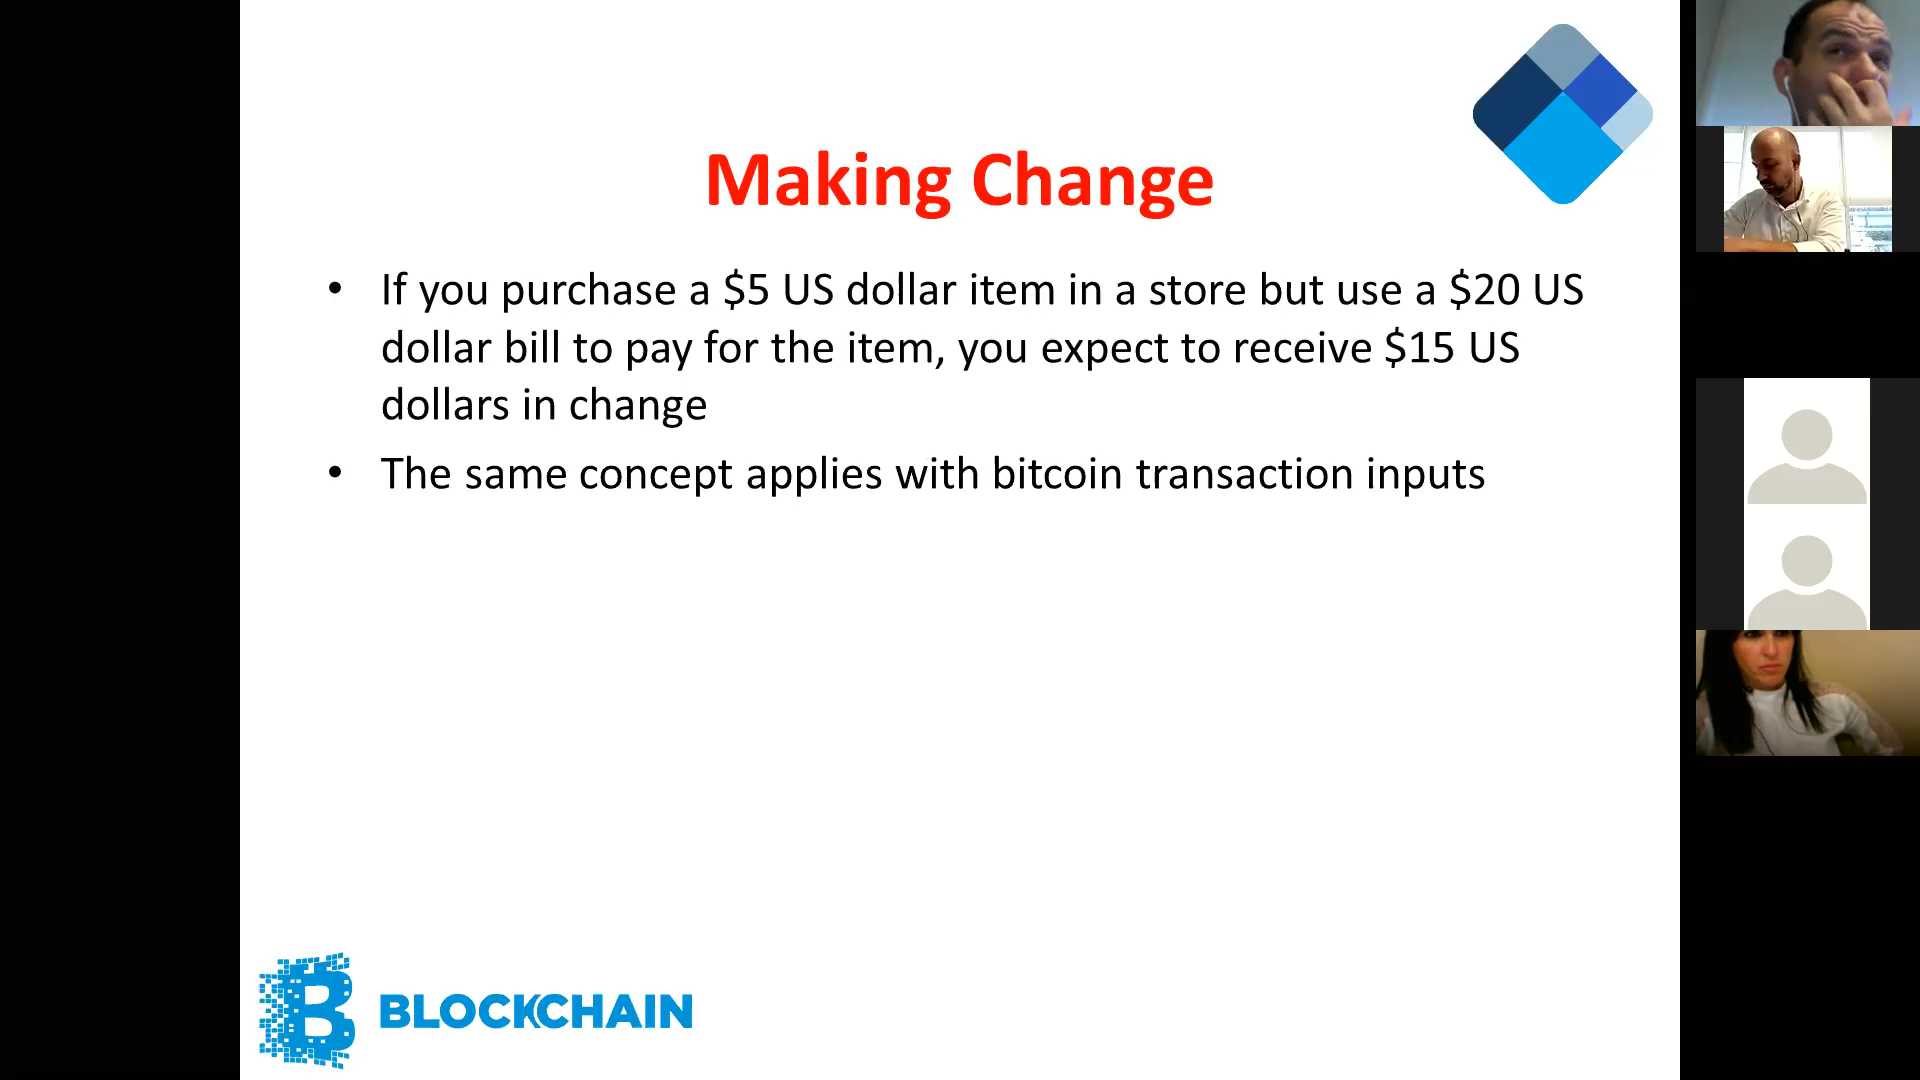 Making Change
• If you purchase a $5 US dollar item in a store but use a $20 US
dollar bill to pay for the item, you expect to receive $15 US
dollars in change
• The same concept applies with bitcoin transaction inputs
BLOCKCHAIN